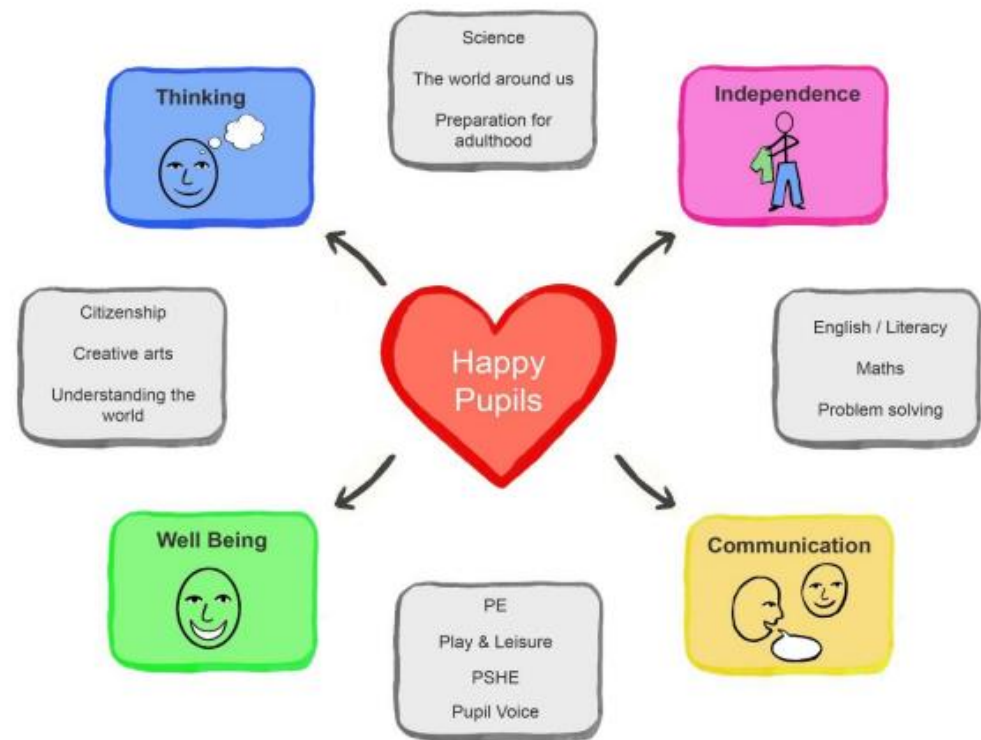 Science
The world around us
Preparation for
adulthood
Thinking
Independence
Citizenship
Creative arts
Understanding the
world
Happy
Pupils
English / Literacy
Maths
Problem solving
Well Being
Communication
PE
Play & Leisure
PSHE
Pupil Voice